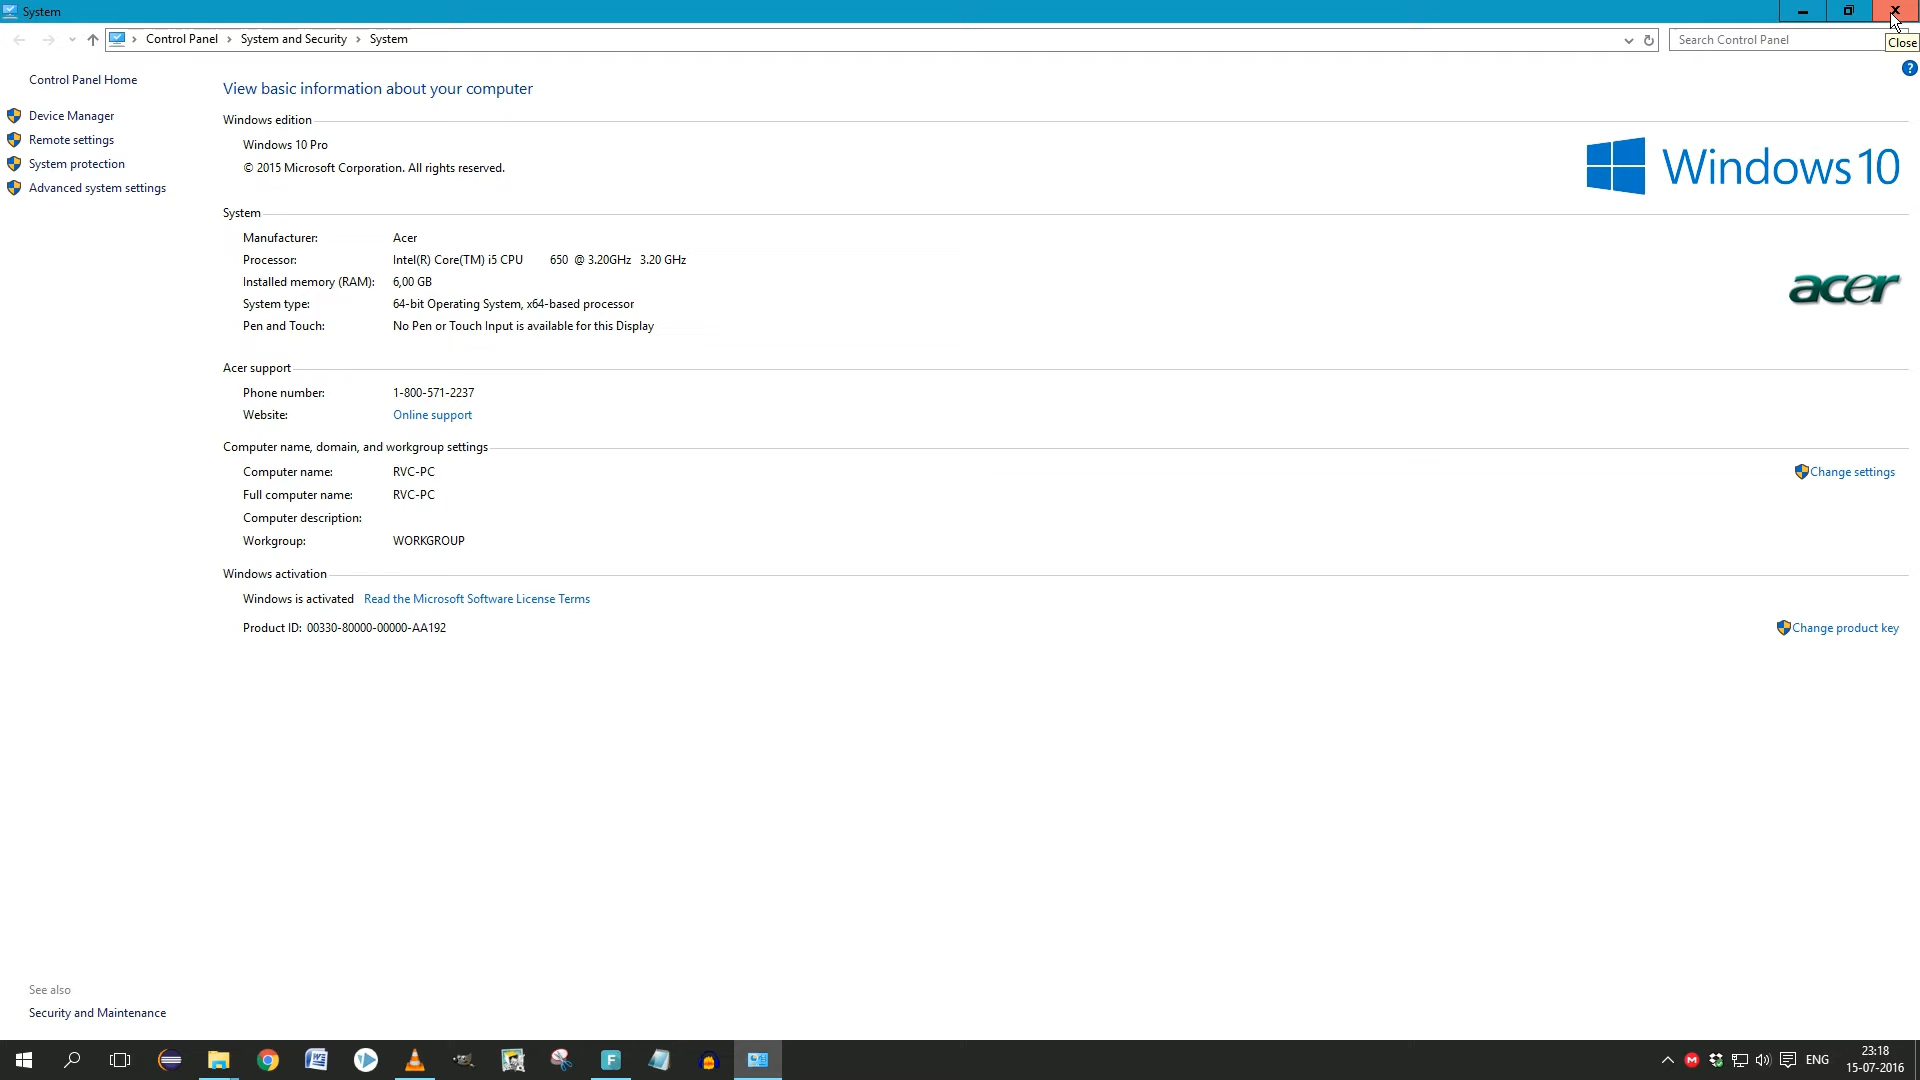 System
Control Panel System and Security System
Search Control Panel
Close
Control Panel Home
Device Manager
Remote settings
System protection
Advanced system settings
View basic information about your computer
Windows edition
Windows 10 Pro
© 2015 Microsoft Corporation. All rights reserved.
Windows 10
System
Manufacturer: Acer
Processor: Intel(R) Core(TM) i5 CPU 650 @ 3.20GHz 3.20 GHz
Installed memory (RAM): 6,00 GB
System type: 64-bit Operating System, x64-based processor
Pen and Touch: No Pen or Touch Input is available for this Display
acer
Acer support
Phone number: 1-800-571-2237
Website: Online support
Computer name, domain, and workgroup settings
Computer name: RVC-PC
Change settings
Full computer name: RVC-PC
Computer description:
Workgroup: WORKGROUP
Windows activation
Windows is activated Read the Microsoft Software License Terms
Product ID: 00330-80000-00000-AA192
Change product key
See also
Security and Maintenance
ENG
23:18
15-07-2016